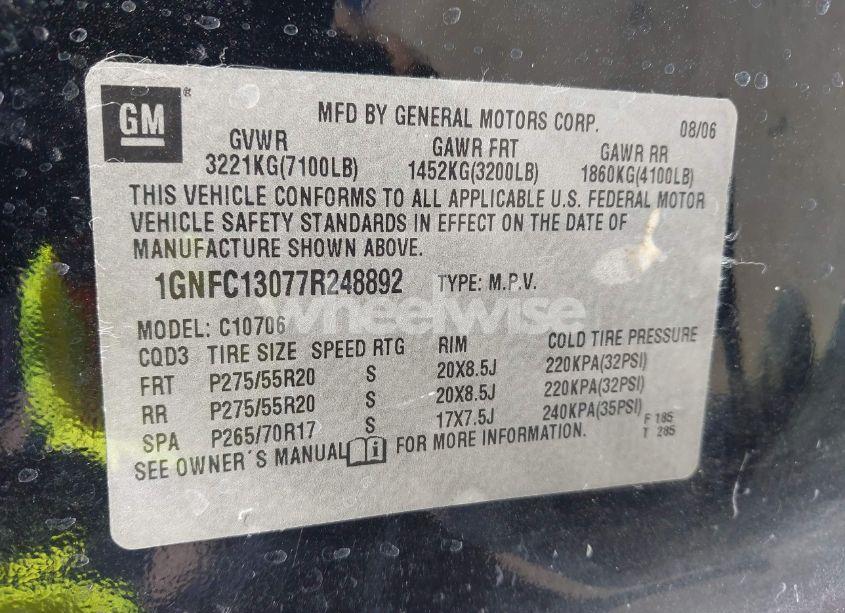 GM ®
MFD BY GENERAL MOTORS CORP. 08/06
GVWR GAWR FRT GAWR RR
3221KG(7100LB) 1452KG(3200LB) 1860KG(4100LB)
THIS VEHICLE CONFORMS TO ALL APPLICABLE U.S. FEDERAL MOTOR
VEHICLE SAFETY STANDARDS IN EFFECT ON THE DATE OF
MANUFACTURE SHOWN ABOVE.
1GNFC13077R248892 TYPE: M.P.V.
wheelwise
MODEL: C10706
CQD3 TIRE SIZE SPEED RTG RIM COLD TIRE PRESSURE
FRT P275/55R20 S 20X8.5J 220KPA(32PSI)
RR P275/55R20 S 20X8.5J 220KPA(32PSI)
SPA P265/70R17 S 17X7.5J 240KPA(35PSI)
F 185
T 285
SEE OWNER'S MANUAL FOR MORE INFORMATION.